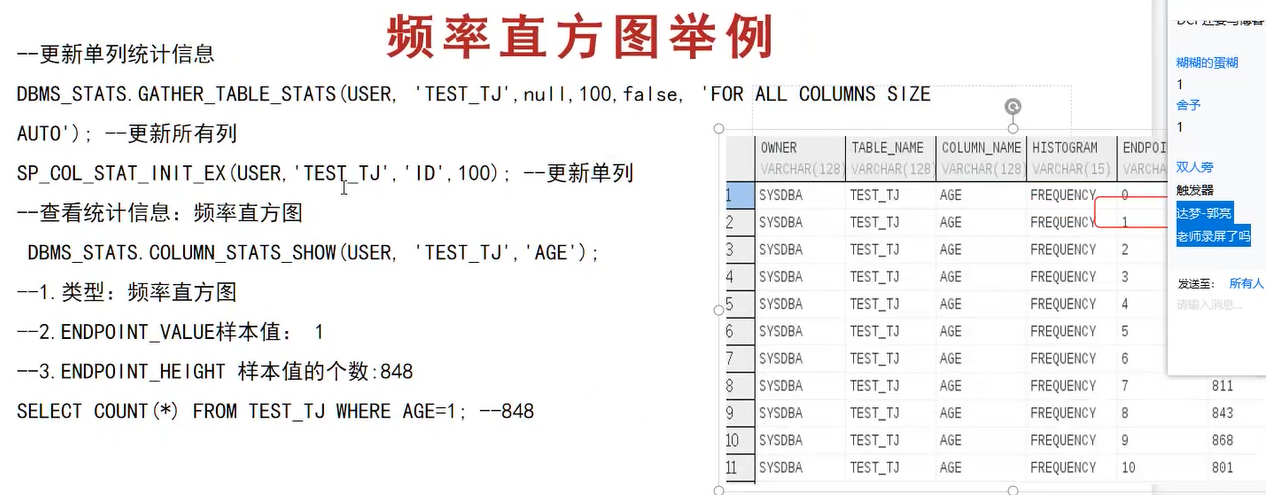 频率直方图举例
--更新单列统计信息
DBMS_STATS.GATHER_TABLE_STATS(USER, 'TEST_TJ',null,100,false, 'FOR ALL COLUMNS SIZE
AUTO'); --更新所有列
SP_COL_STAT_INIT_EX(USER,'TEST_TJ','ID',100); --更新单列
--查看统计信息：频率直方图
DBMS_STATS.COLUMN_STATS_SHOW(USER, 'TEST_TJ','AGE');
--1.类型：频率直方图
--2.ENDPOINT_VALUE样本值： 1
--3.ENDPOINT_HEIGHT 样本值的个数:848
SELECT COUNT(*) FROM TEST_TJ WHERE AGE=1; --848
OWNER TABLE_NAME COLUMN_NAME HISTOGRAM ENDPOI
VARCHAR(128) VARCHAR(128) VARCHAR(128) VARCHAR(15) VARCHA
1 SYSDBA TEST_TJ AGE FREQUENCY 0
2 SYSDBA TEST_TJ AGE FREQUENCY 1
3 SYSDBA TEST_TJ AGE FREQUENCY 2
4 SYSDBA TEST_TJ AGE FREQUENCY 3
5 SYSDBA TEST_TJ AGE FREQUENCY 4
6 SYSDBA TEST_TJ AGE FREQUENCY 5
7 SYSDBA TEST_TJ AGE FREQUENCY 6
8 SYSDBA TEST_TJ AGE FREQUENCY 7 811
9 SYSDBA TEST_TJ AGE FREQUENCY 8 843
10 SYSDBA TEST_TJ AGE FREQUENCY 9 868
11 SYSDBA TEST_TJ AGE FREQUENCY 10 801
糊糊的蛋糊
1
舍予
1
双人旁
触发器
达梦-郭亮
老师录屏了吗
发送至： 所有人
请输入消息...